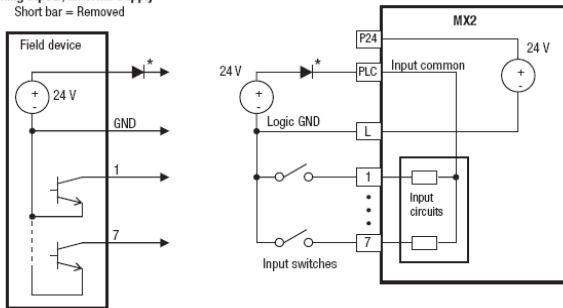 Short bar = Removed
Field device
*
+
-
24 V
GND
1
7
24 V
*
+
-
Logic GND
Input switches
MX2
P24
PLC
Input common
24 V
+
-
L
1
Input
circuits
7